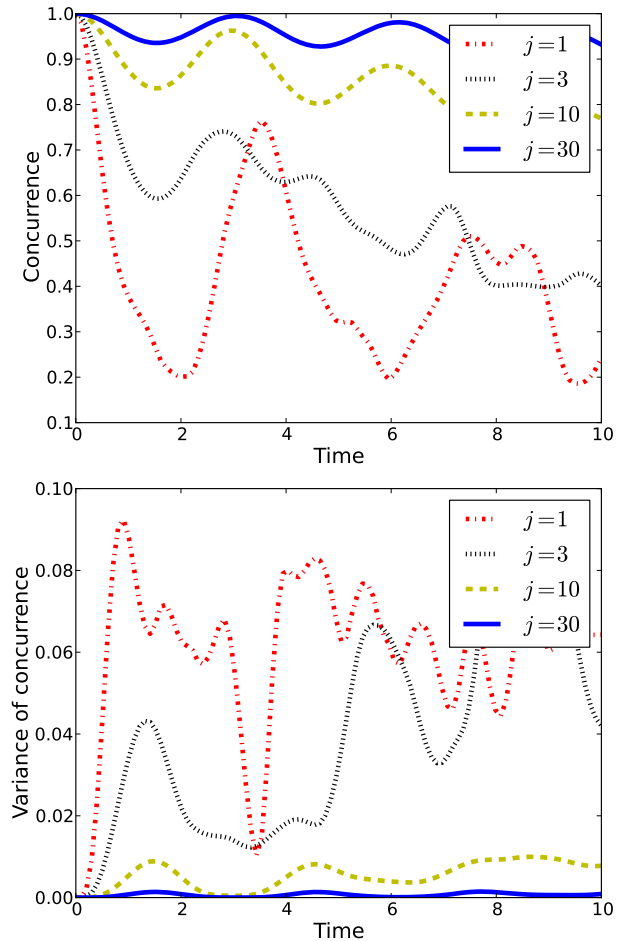 1.0
0.9
0.8
0.7
0.6
0.5
0.4
0.3
0.2
0.1
Concurrence
j=1
j=3
j=10
j=30
0 2 4 6 8 10
Time
0.10
0.08
0.06
0.04
0.02
0.00
Variance of concurrence
j=1
j=3
j=10
j=30
0 2 4 6 8 10
Time